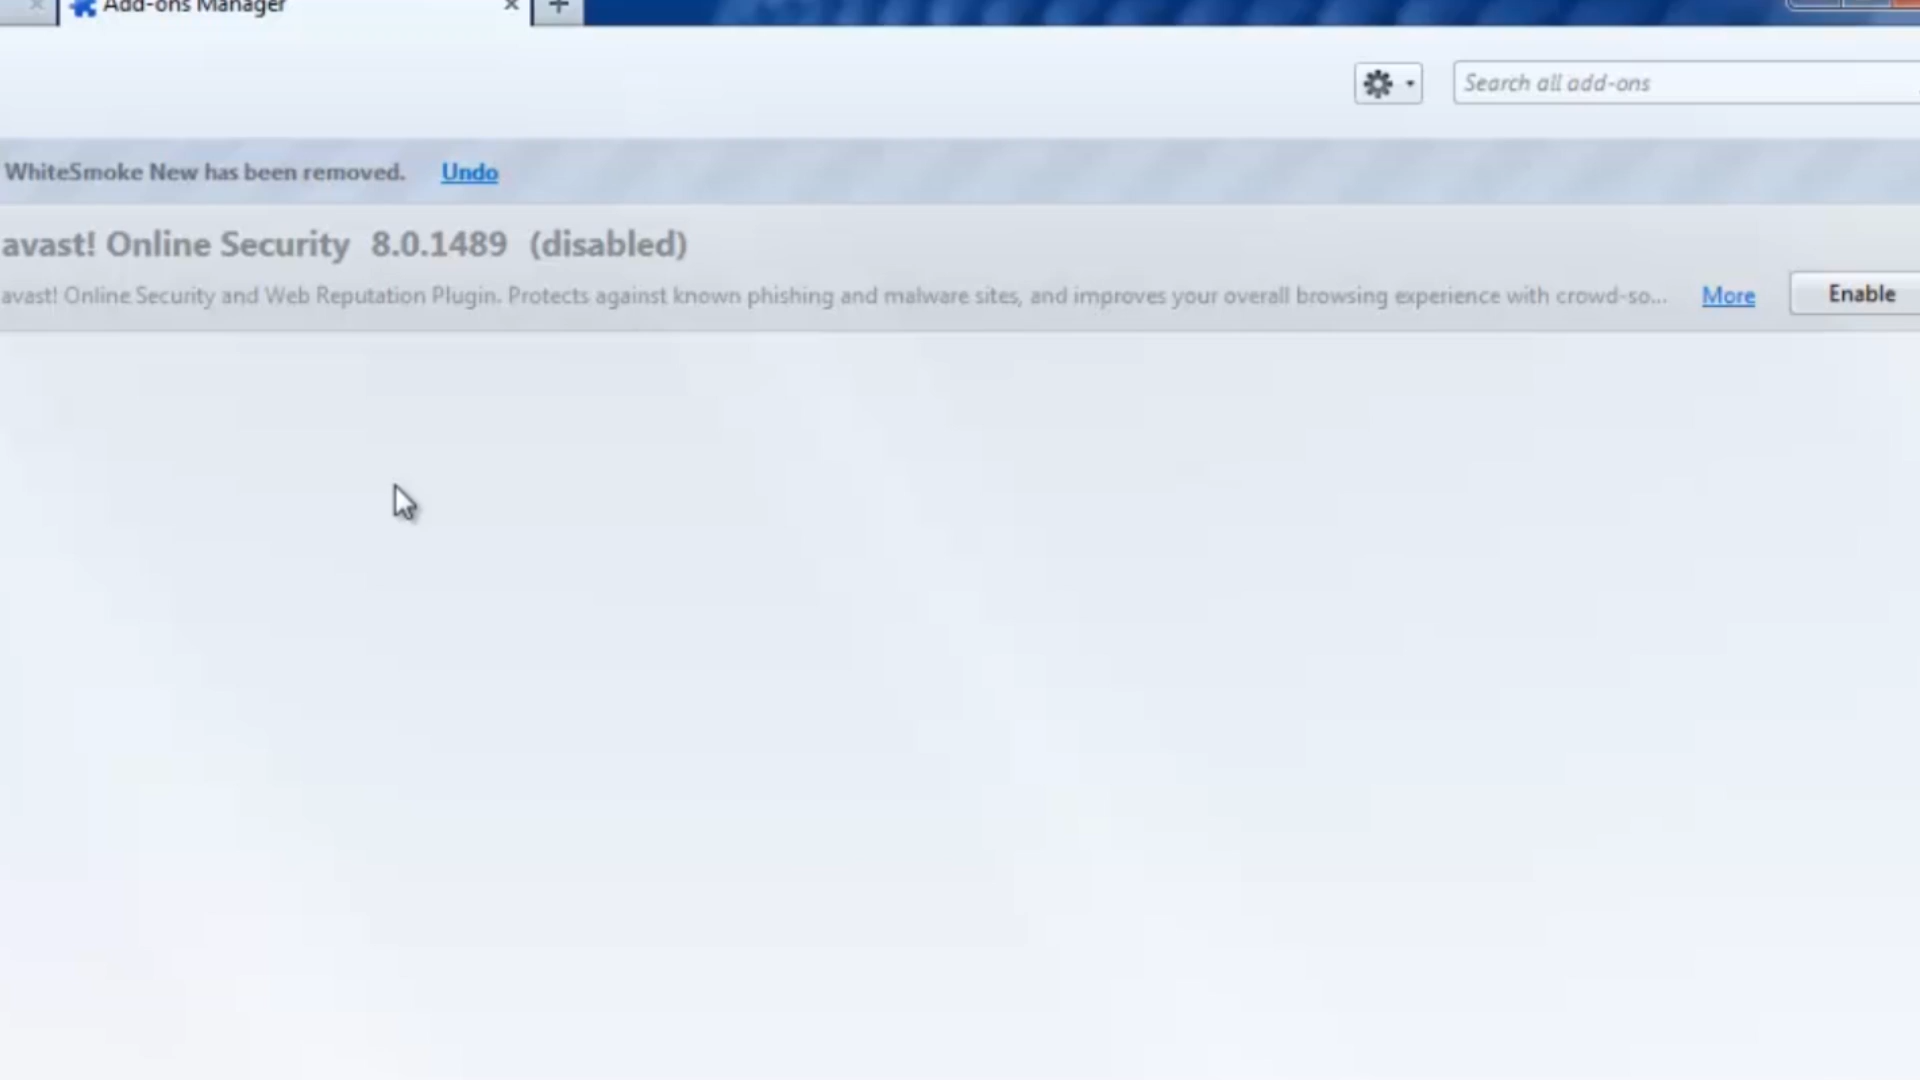 Add-ons Manager
Search all add-ons
WhiteSmoke New has been removed. Undo
avast! Online Security 8.0.1489 (disabled)
avast! Online Security and Web Reputation Plugin. Protects against known phishing and malware sites, and improves your overall browsing experience with crowd-so... More Enable